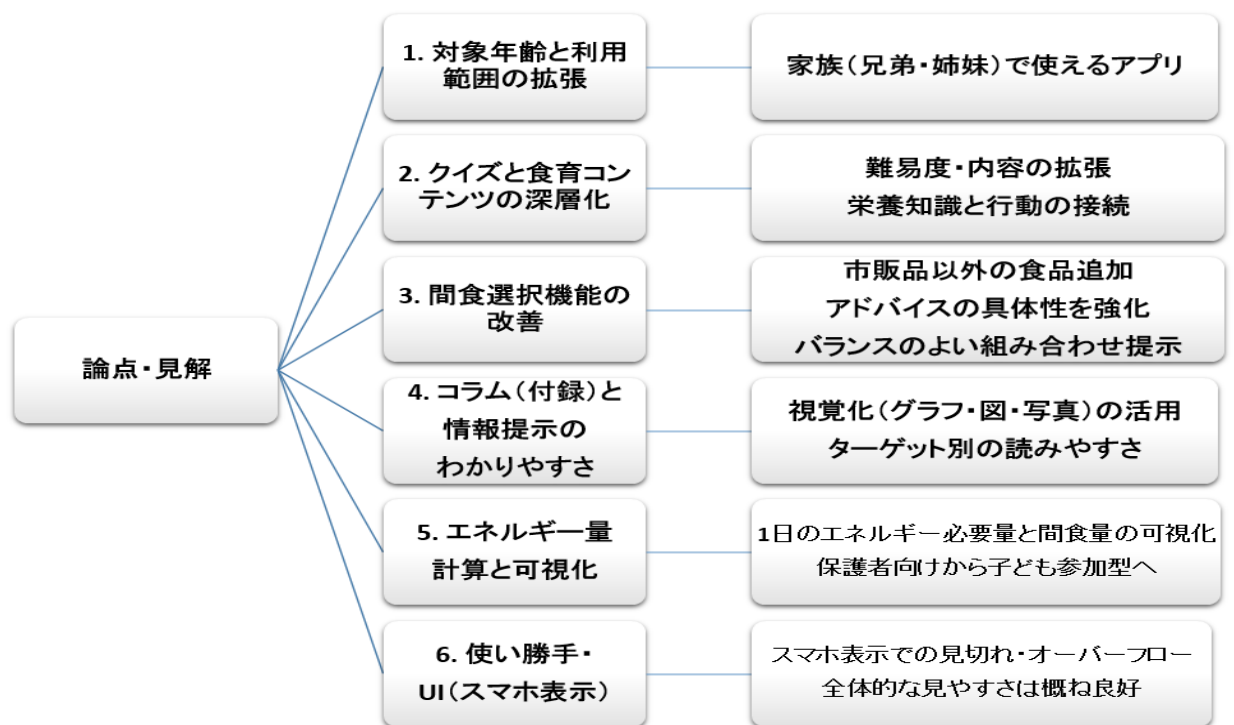 論点・見解
1. 対象年齢と利用
範囲の拡張
家族（兄弟・姉妹）で使えるアプリ
2. クイズと食育コン
テンツの深層化
難易度・内容の拡張
栄養知識と行動の接続
3. 間食選択機能の
改善
市販品以外の食品追加
アドバイスの具体性を強化
バランスのよい組み合わせ提示
4. コラム（付録）と
情報提示の
わかりやすさ
視覚化（グラフ・図・写真）の活用
ターゲット別の読みやすさ
5. エネルギー量
計算と可視化
1日のエネルギー必要量と間食量の可視化
保護者向けから子ども参加型へ
6. 使い勝手・
UI（スマホ表示）
スマホ表示での見切れ・オーバーフロー
全体的な見やすさは概ね良好